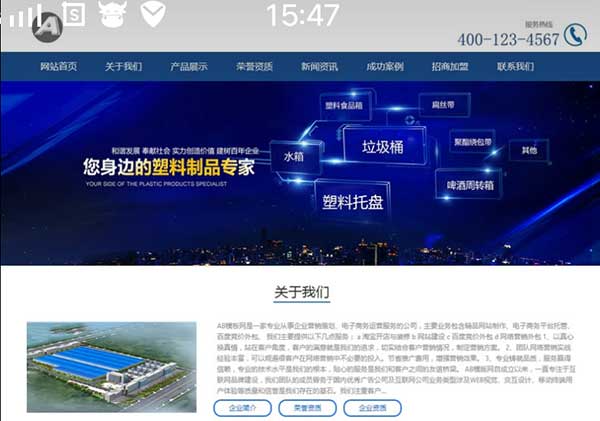 15:47
A
服务热线
400-123-4567
网站首页 关于我们 产品展示 荣誉资质 新闻资讯 成功案例 招商加盟 联系我们
和谐发展 奉献社会 实力创造价值 建树百年企业
您身边的塑料制品专家
YOUR SIDE OF THE PLASTIC PRODUCTS SPECIALIST
塑料食品箱
扁丝带
水箱
垃圾桶
聚酯绕包带
其他
塑料托盘
啤酒周转箱
关于我们
AB模板网是一家专业从事企业营销策划、电子商务运营服务的公司，主要业务包含精品网站制作、电子商务平台托管、
百度竞价外包。 我们主要提供以下几点服务：a 淘宝开店与装修 b 网站建设 c 百度竞价外包 d 网络营销外包 1、以真心
换真情，站在客户角度，客户的满意就是我们的追求，切实结合客户营销情况，制定营销方案。 2、团队网络营销实战
经验丰富，可以规避很客户在网络营销中不必要的投入。节省推广费用，增强营销效果。 3、专业铸就品质，服务赢得
信赖，专业的技术水平是我们的根本，贴心的服务是我们和客户之间的友谊桥梁。 AB模板网自成立以来，一直专注于互
联网品牌建设，我们团队的成员皆务于国内优秀广告公司及互联网公司业务类型涉及WEB视觉、交互设计、移动终端用
户体验等质量和信誉是我们存在的基石。我们注重客户...
企业简介 荣誉资质 企业资质